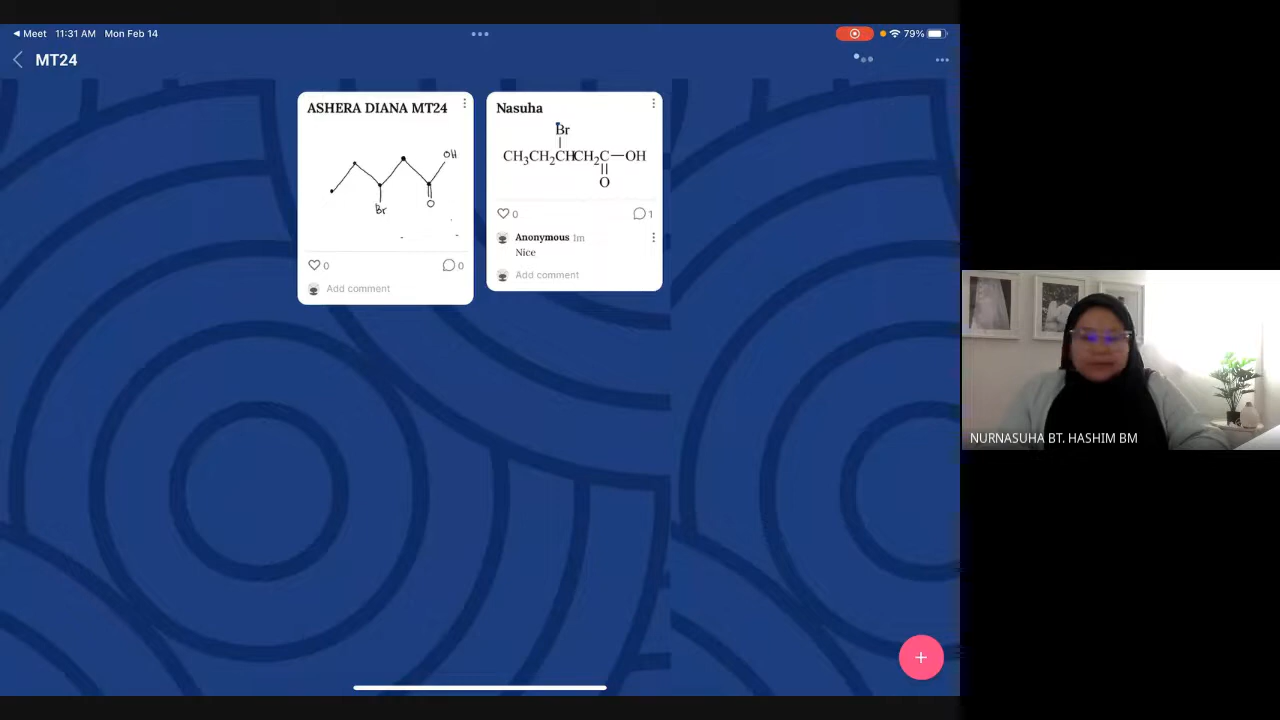 Meet 11:31 AM Mon Feb 14
79%
MT24
ASHERA DIANA MT24
OH
Br
O
0
0
Add comment
Nasuha
Br
CH3CH2CHCH2C—OH
O
0
1
Anonymous 1m
Nice
Add comment
NURNASUHA BT. HASHIM BM